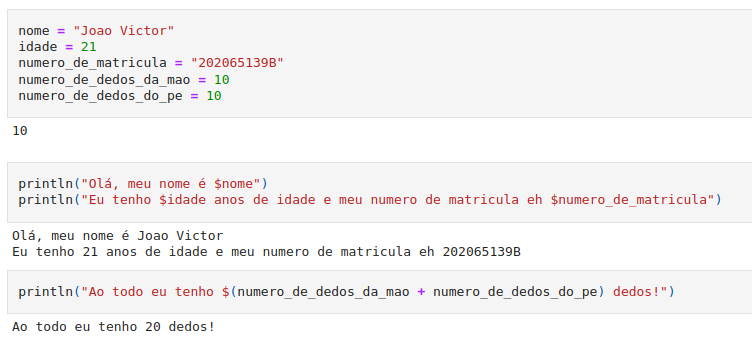 nome = "Joao Victor"
idade = 21
numero_de_matricula = "202065139B"
numero_de_dedos_da_mao = 10
numero_de_dedos_do_pe = 10
10
println("Olá, meu nome é $nome")
println("Eu tenho $idade anos de idade e meu numero de matricula eh $numero_de_matricula")
Olá, meu nome é Joao Victor
Eu tenho 21 anos de idade e meu numero de matricula eh 202065139B
println("Ao todo eu tenho $(numero_de_dedos_da_mao + numero_de_dedos_do_pe) dedos!")
Ao todo eu tenho 20 dedos!